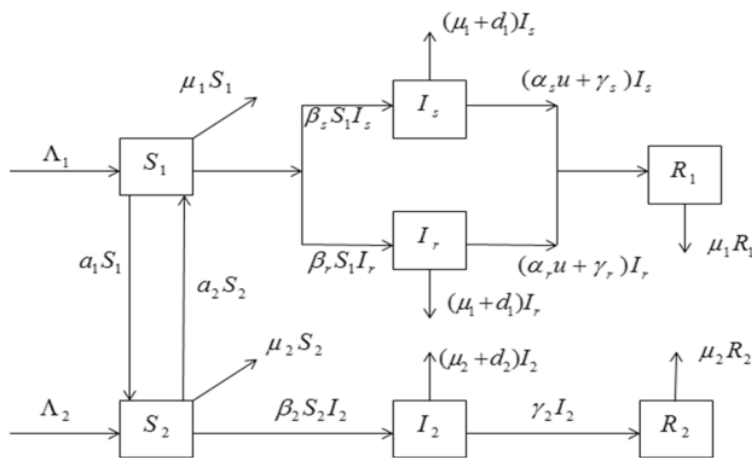 (μ₁+d₁)Iₛ
μ₁S₁
(αₛu+γₛ)Iₛ
βₛS₁Iₛ
Iₛ
Λ₁
S₁
R₁
Iᵣ
a₁S₁
a₂S₂
βᵣS₁Iᵣ
(αᵣu+γᵣ)Iᵣ
μ₁R₁
(μ₁+d₁)Iᵣ
μ₂S₂
(μ₂+d₂)I₂
μ₂R₂
Λ₂
S₂
β₂S₂I₂
I₂
γ₂I₂
R₂